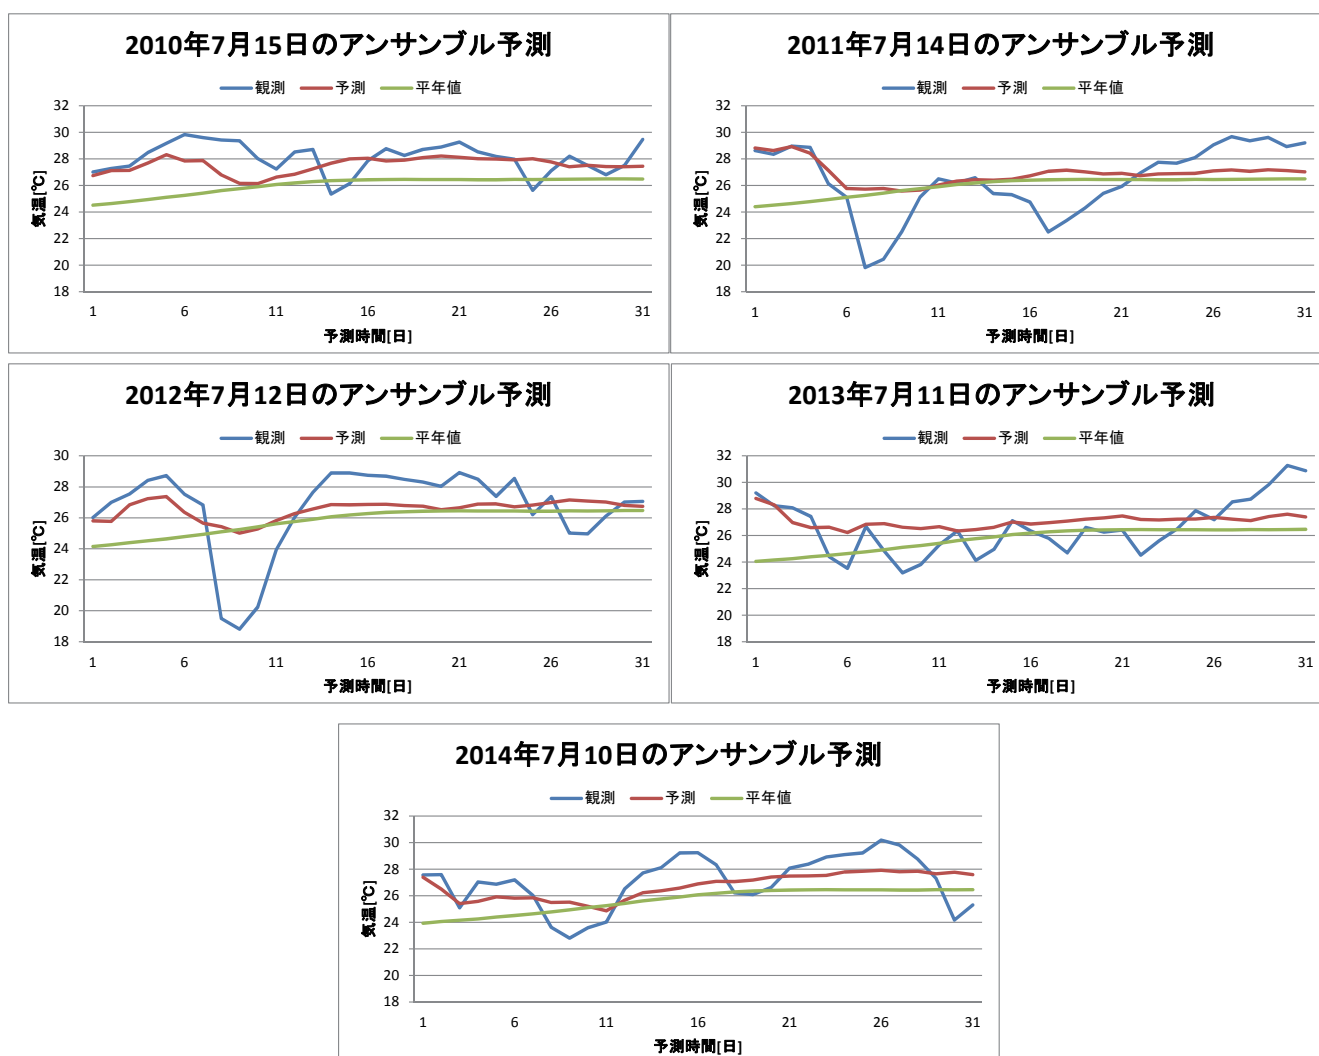 2010年7月15日のアンサンブル予測
観測 予測 平年値
32
30
28
26
24
22
20
18
気温[℃]
1 6 11 16 21 26 31
予測時間[日]
2011年7月14日のアンサンブル予測
観測 予測 平年値
32
30
28
26
24
22
20
18
気温[℃]
1 6 11 16 21 26 31
予測時間[日]
2012年7月12日のアンサンブル予測
観測 予測 平年値
30
28
26
24
22
20
18
気温[℃]
1 6 11 16 21 26 31
予測時間[日]
2013年7月11日のアンサンブル予測
観測 予測 平年値
32
30
28
26
24
22
20
18
気温[℃]
1 6 11 16 21 26 31
予測時間[日]
2014年7月10日のアンサンブル予測
観測 予測 平年値
32
30
28
26
24
22
20
18
気温[℃]
1 6 11 16 21 26 31
予測時間[日]